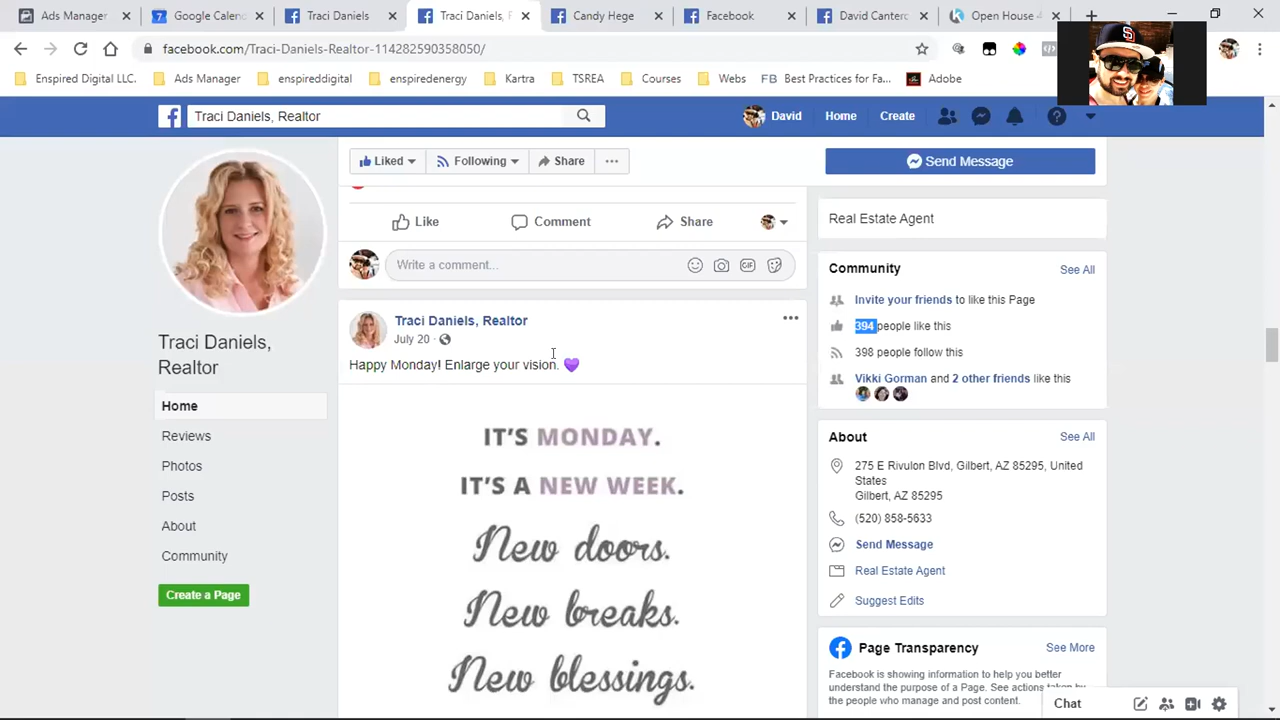 Ads Manager
Google Calen
Traci Daniels
Traci Daniels, F
Candy Hege
Facebook
David Canterc
Open House 4
facebook.com/Traci-Daniels-Realtor-114282590358050/
Enspired Digital LLC.
Ads Manager
enspireddigital
Enspiredemy
Kartra
TSREA
Courses
Webs
FB Best Practices for Fa...
Adobe
Traci Daniels, Realtor
David
Home
Create
Liked
Following
Share
Send Message
Like
Comment
Share
Write a comment...
GIF
Traci Daniels,
Realtor
Home
Reviews
Photos
Posts
About
Community
Create a Page
Traci Daniels, Realtor
July 20
Happy Monday! Enlarge your vision. 💜
IT'S MONDAY.
IT'S A NEW WEEK.
New doors.
New breaks.
New blessings.
Real Estate Agent
Community
See All
Invite your friends to like this Page
394 people like this
398 people follow this
Vikki Gorman and 2 other friends like this
About
See All
275 E Rivulon Blvd, Gilbert, AZ 85295, United
States
Gilbert, AZ 85295
(520) 858-5633
Send Message
Real Estate Agent
Suggest Edits
Page Transparency
See More
Facebook is showing information to help you better
understand the purpose of a Page. See actions taken by
the people who manage and post content.
Chat